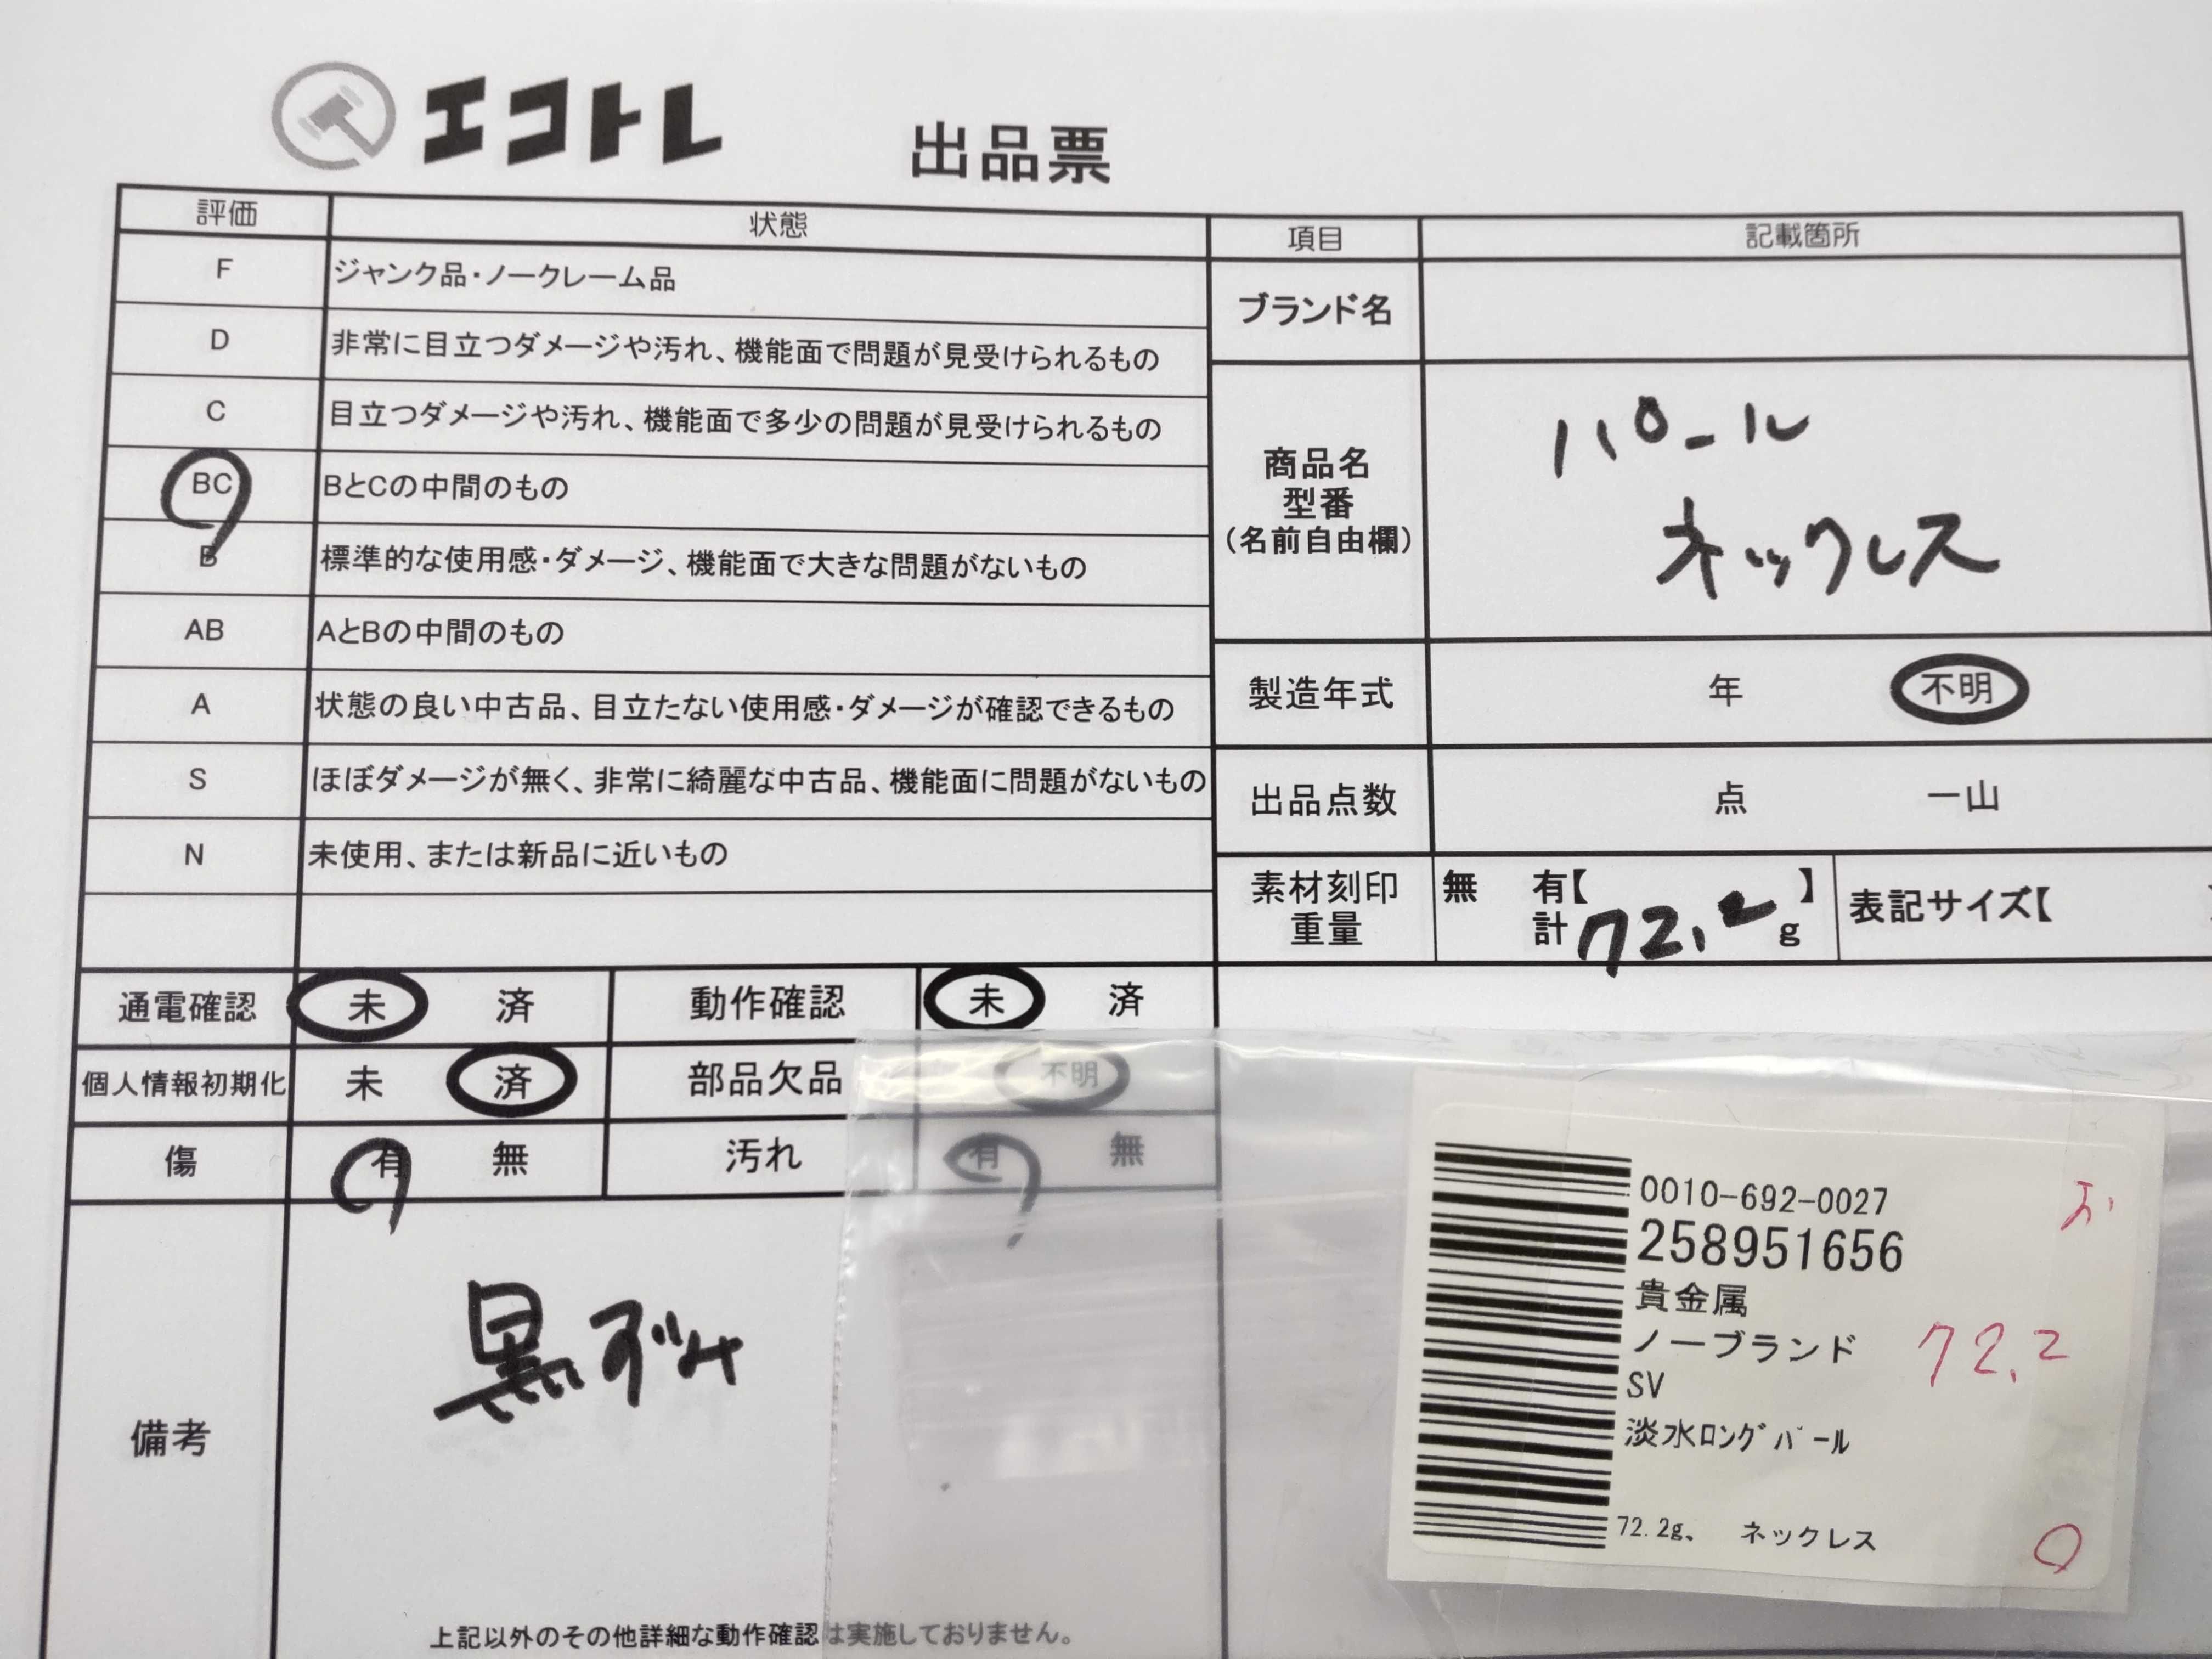 エコトレ
出品票
評価 状態 項目 記載箇所
F ジャンク品・ノークレーム品
D 非常に目立つダメージや汚れ、機能面で問題が見受けられるもの
C 目立つダメージや汚れ、機能面で多少の問題が見受けられるもの
BC BとCの中間のもの
B 標準的な使用感・ダメージ、機能面で大きな問題がないもの
AB AとBの中間のもの
A 状態の良い中古品、目立たない使用感・ダメージが確認できるもの
S ほぼダメージが無く、非常に綺麗な中古品、機能面に問題がないもの
N 未使用、または新品に近いもの
ブランド名
商品名
型番
(名前自由欄)
パール
ネックレス
製造年式 年 不明
出品点数 点 一山
素材刻印
重量
無 有【 】
計 72.2 g
表記サイズ【
通電確認 未 済 動作確認 未 済
個人情報初期化 未 済 部品欠品 不明
傷 有 無 汚れ 有 無
備考
黒ずみ
上記以外のその他詳細な動作確認は実施しておりません。
0010-692-0027
258951656
貴金属
ノーブランド
72.2
SV
淡水ロングパール
72.2g、 ネックレス